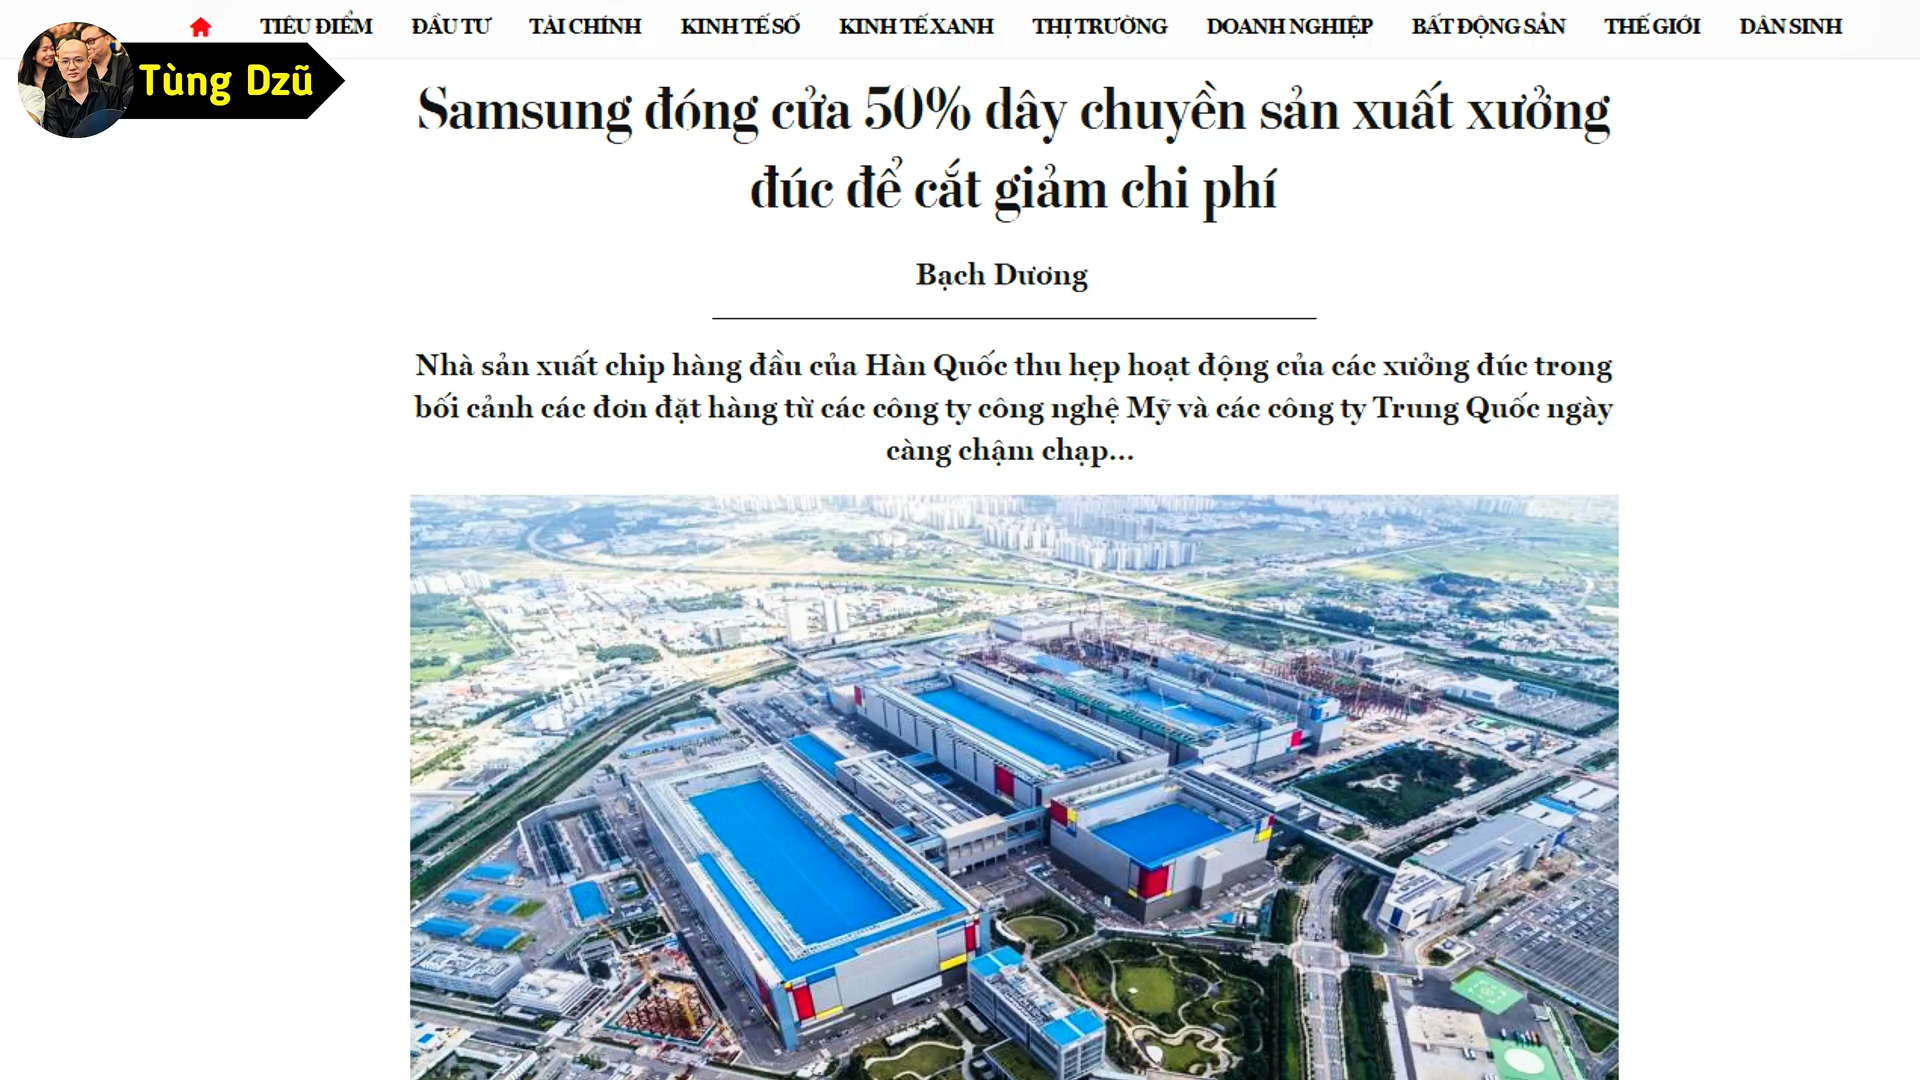 TIÊU ĐIỂM ĐẦU TƯ TÀI CHÍNH KINH TẾ SỐ KINH TẾ XANH THỊ TRƯỜNG DOANH NGHIỆP BẤT ĐỘNG SẢN THẾ GIỚI DÂN SINH
Tùng Dzũ
Samsung đóng cửa 50% dây chuyền sản xuất xưởng
đúc để cắt giảm chi phí
Bạch Dương
Nhà sản xuất chip hàng đầu của Hàn Quốc thu hẹp hoạt động của các xưởng đúc trong
bối cảnh các đơn đặt hàng từ các công ty công nghệ Mỹ và các công ty Trung Quốc ngày
càng chậm chạp...